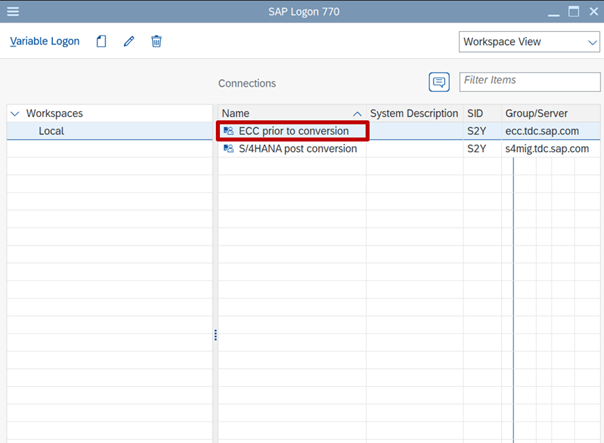 SAP Logon 770
Variable Logon
Workspace View
Connections
Filter Items
Workspaces
Name System Description SID Group/Server
Local
ECC prior to conversion S2Y ecc.tdc.sap.com
S/4HANA post conversion S2Y s4mig.tdc.sap.com